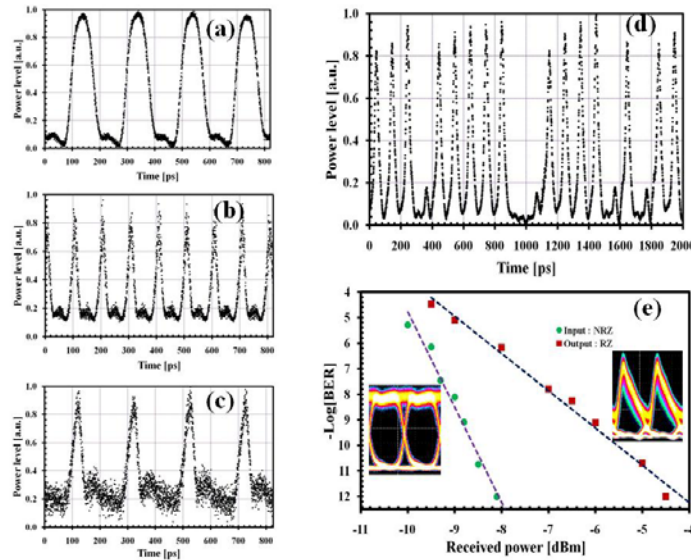 (a)
Power level [a.u.]
1.0
0.8
0.6
0.4
0.2
0.0
0 100 200 300 400 500 600 700 800
Time [ps]
(b)
Power level [a.u.]
1.0
0.8
0.6
0.4
0.2
0.0
0 100 200 300 400 500 600 700 800
Time [ps]
(c)
Power level [a.u.]
1.0
0.8
0.6
0.4
0.2
0.0
0 100 200 300 400 500 600 700 800
Time [ps]
(d)
Power level [a.u.]
1.0
0.8
0.6
0.4
0.2
0.0
0 200 400 600 800 1000 1200 1400 1600 1800 2000
Time [ps]
(e)
Input : NRZ
Output : RZ
-Log[BER]
4
5
6
7
8
9
10
11
12
-11 -10 -9 -8 -7 -6 -5 -4
Received power [dBm]